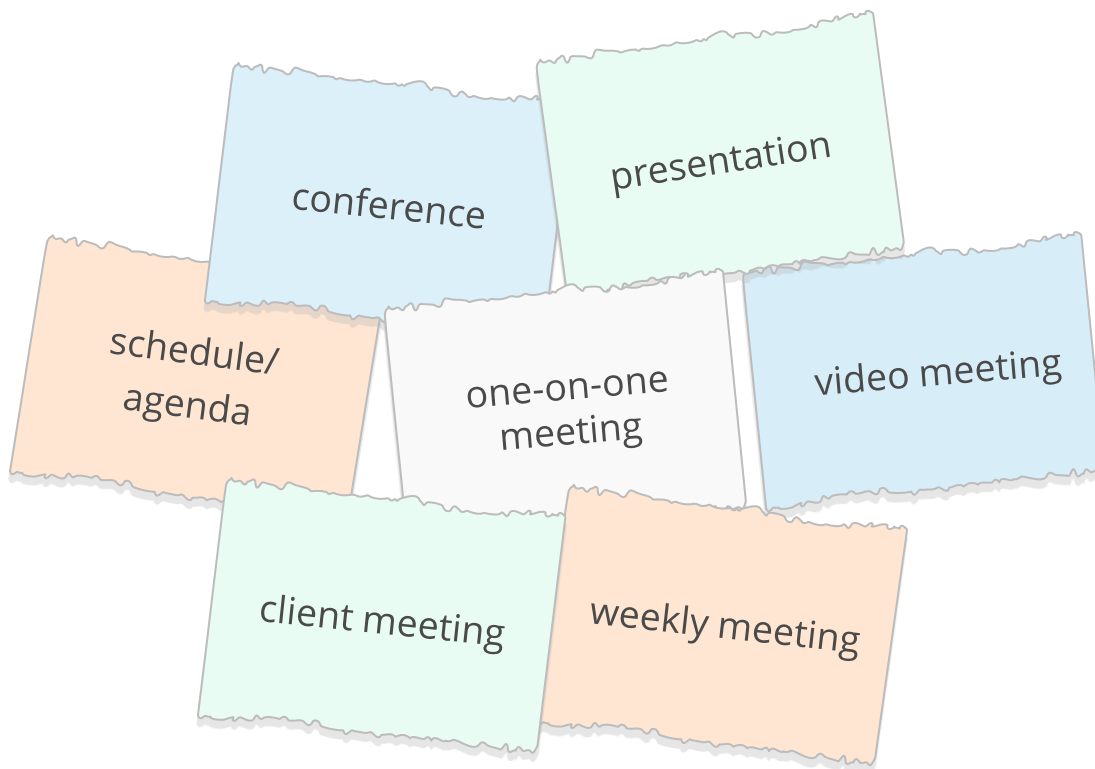 conference
presentation
schedule/
agenda
one-on-one
meeting
video meeting
client meeting
weekly meeting